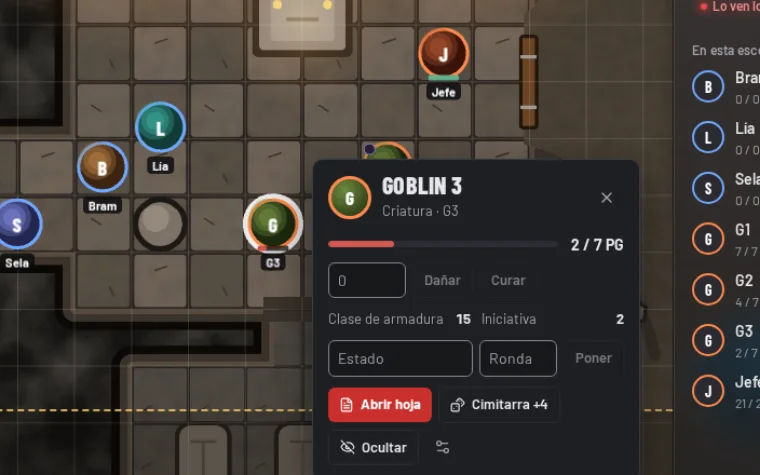 Lo ven lo
En esta esc
J
Jefe
L
Lía
B
Bram
S
Sela
G
G3
G
GOBLIN 3
Criatura · G3
2 / 7 PG
0
Dañar
Curar
Clase de armadura 15 Iniciativa 2
Estado
Ronda
Poner
Abrir hoja
Cimitarra +4
Ocultar
B
Bram
0 / 0
L
Lía
0 / 0
S
Sela
0 / 0
G
G1
7 / 7
G
G2
4 / 7
G
G3
2 / 7
J
Jefe
21 / 2